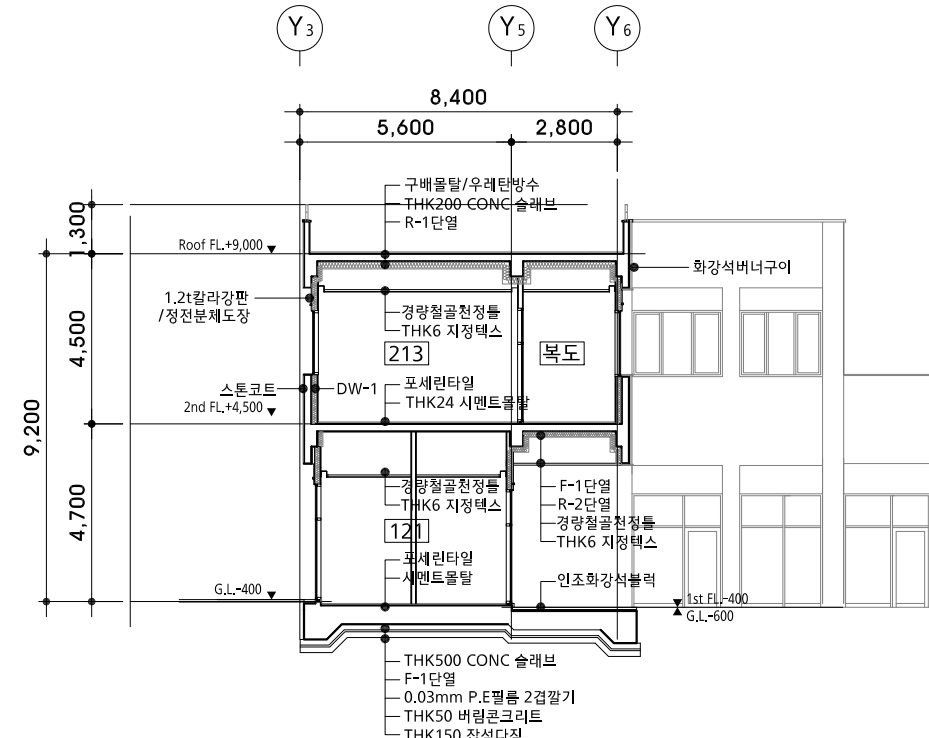 Y3
Y5
Y6
8,400
5,600
2,800
구배몰탈/우레탄방수
THK200 CONC 슬래브
R-1단열
1,300
Roof FL.+9,000
화강석버너구이
1.2t칼라강판
/정전분체도장
경량철골천정틀
THK6 지정텍스
4,500
213
복도
스톤코트
DW-1
포세린타일
THK24 시멘트몰탈
2nd FL.+4,500
9,200
4,700
경량철골천정틀
THK6 지정텍스
121
F-1단열
R-2단열
경량철골천정틀
THK6 지정텍스
포세린타일
시멘트몰탈
인조화강석블럭
G.L.-400
1st FL.-400
G.L.-600
THK500 CONC 슬래브
F-1단열
0.03mm P.E필름 2겹깔기
THK50 버림콘크리트
THK150 잡석다짐